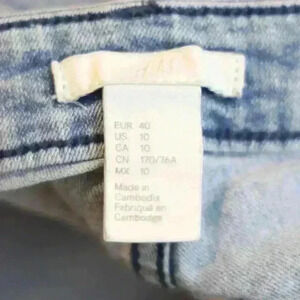 EUR 40
US 10
CA 10
CN 170/76A
MX 10
Made in
Cambodia
Fabriqué en
Cambodge